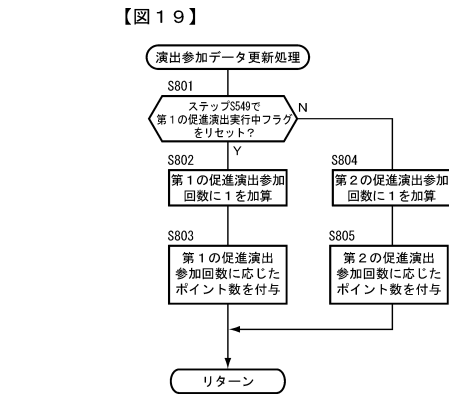 【図１９】
演出参加データ更新処理
S801
ステップS549で
第１の促進演出実行中フラグ
をリセット？
N
Y
S802
第１の促進演出参加
回数に１を加算
S804
第２の促進演出参加
回数に１を加算
S803
第１の促進演出
参加回数に応じた
ポイント数を付与
S805
第２の促進演出
参加回数に応じた
ポイント数を付与
リターン